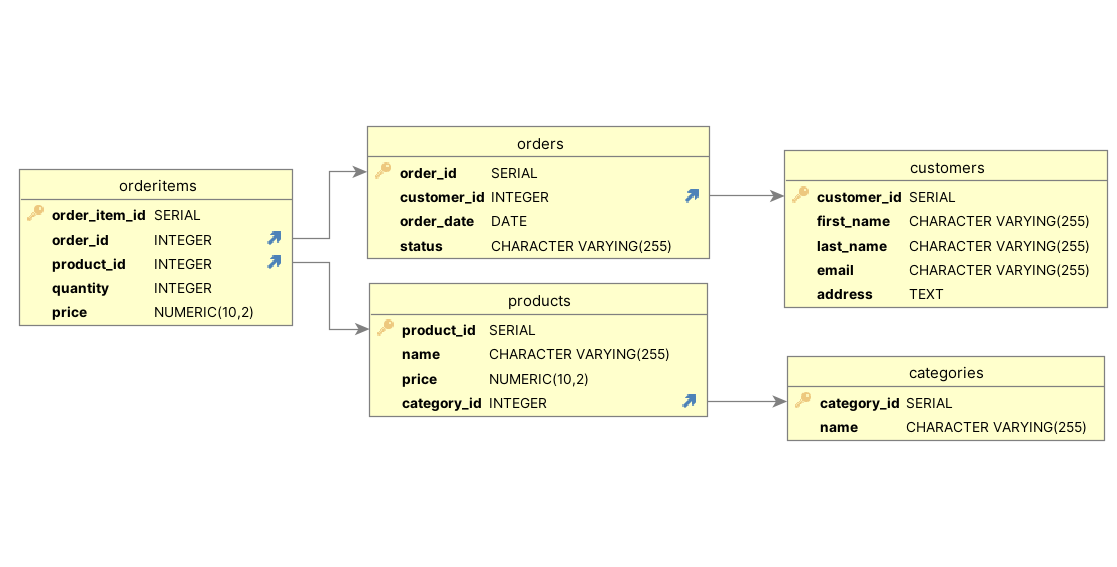 orderitems
order_item_id SERIAL
order_id INTEGER
product_id INTEGER
quantity INTEGER
price NUMERIC(10,2)
orders
order_id SERIAL
customer_id INTEGER
order_date DATE
status CHARACTER VARYING(255)
products
product_id SERIAL
name CHARACTER VARYING(255)
price NUMERIC(10,2)
category_id INTEGER
customers
customer_id SERIAL
first_name CHARACTER VARYING(255)
last_name CHARACTER VARYING(255)
email CHARACTER VARYING(255)
address TEXT
categories
category_id SERIAL
name CHARACTER VARYING(255)